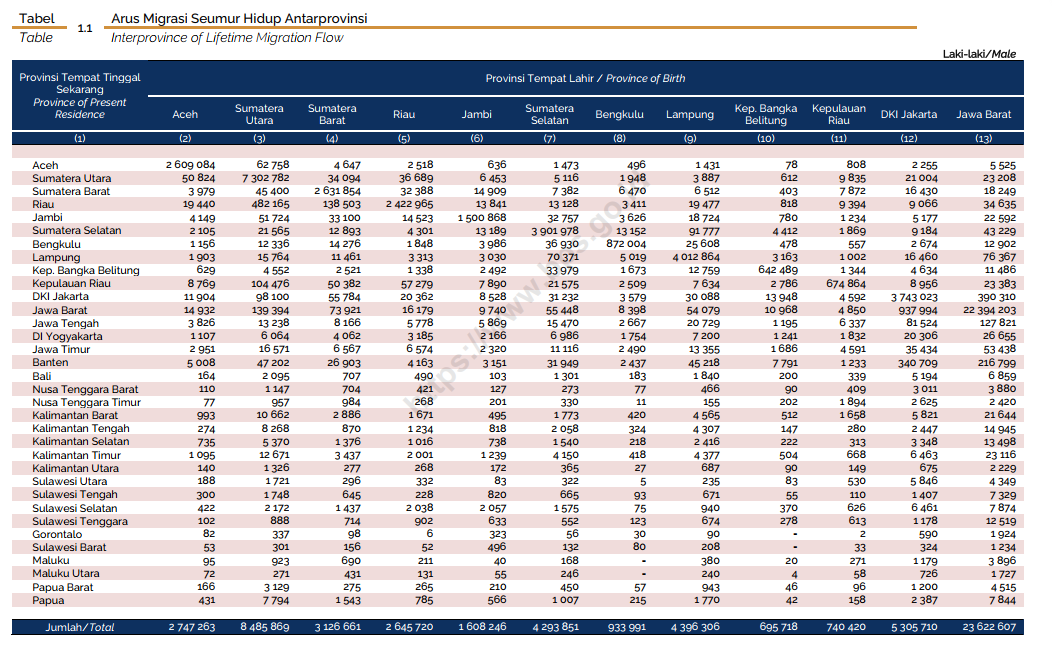 Tabel
Table
1.1
Arus Migrasi Seumur Hidup Antarprovinsi
Interprovince of Lifetime Migration Flow
Laki-laki/Male
Provinsi Tempat Tinggal Sekarang Province of Present Residence
Provinsi Tempat Lahir / Province of Birth
Aceh Sumatera Utara Sumatera Barat Riau Jambi Sumatera Selatan Bengkulu Lampung Kep. Bangka Belitung Kepulauan Riau DKI Jakarta Jawa Barat
(1) (2) (3) (4) (5) (6) (7) (8) (9) (10) (11) (12) (13)
Aceh 2 609 084 62 758 4 647 2 518 636 1 473 496 1 431 78 808 2 255 5 525
Sumatera Utara 50 824 7 302 782 34 094 36 689 6 453 5 116 1 948 3 887 612 9 835 21 004 23 208
Sumatera Barat 3 979 45 400 2 631 854 32 388 14 909 7 382 6 470 6 512 403 7 872 16 430 18 249
Riau 19 440 482 165 138 503 2 422 965 13 841 13 128 3 411 19 477 818 9 394 9 066 34 635
Jambi 4 149 51 724 33 100 14 523 1 500 868 32 757 3 626 18 724 780 1 234 5 177 22 592
Sumatera Selatan 2 105 21 565 12 893 4 301 13 189 3 901 978 13 152 91 777 4 412 1 869 9 184 43 229
Bengkulu 1 156 12 336 14 276 1 848 3 986 36 930 872 004 25 608 478 557 2 674 12 902
Lampung 1 903 15 764 11 461 3 313 3 030 70 371 5 019 4 012 864 3 163 1 002 16 460 76 367
Kep. Bangka Belitung 629 4 552 2 521 1 338 2 492 33 979 1 673 12 759 642 489 1 344 4 634 11 486
Kepulauan Riau 8 769 104 476 50 382 57 279 7 890 21 575 2 509 7 634 2 786 674 864 8 956 23 383
DKI Jakarta 11 904 98 100 55 784 20 362 8 528 31 232 3 579 30 088 13 948 4 592 3 743 023 390 310
Jawa Barat 14 932 139 394 73 921 16 179 9 740 55 448 8 398 54 079 10 968 4 850 937 994 22 394 203
Jawa Tengah 3 826 13 238 8 166 5 778 5 869 15 470 2 667 20 729 1 195 6 337 81 524 127 821
DI Yogyakarta 1 107 6 064 4 062 3 185 2 166 6 986 1 754 7 200 1 241 1 832 20 306 26 655
Jawa Timur 2 951 16 571 6 567 6 574 2 320 11 116 2 490 13 355 1 686 4 591 35 434 53 438
Banten 5 008 47 202 26 903 4 163 3 151 31 949 2 437 45 218 7 791 1 233 340 709 216 799
Bali 164 2 095 707 490 103 1 301 183 1 840 200 339 5 194 6 859
Nusa Tenggara Barat 110 1 147 704 421 127 273 77 466 90 409 3 011 3 880
Nusa Tenggara Timur 77 957 984 268 201 330 11 155 202 1 894 2 625 2 420
Kalimantan Barat 993 10 662 2 886 1 671 495 1 773 420 4 565 512 1 658 5 821 21 644
Kalimantan Tengah 274 8 268 870 1 234 818 2 058 324 4 307 147 280 2 447 14 945
Kalimantan Selatan 735 5 370 1 376 1 016 738 1 540 218 2 416 222 313 3 348 13 498
Kalimantan Timur 1 095 12 671 3 437 2 001 1 239 4 150 418 4 377 504 668 6 463 23 116
Kalimantan Utara 140 1 326 277 268 172 365 27 687 90 149 675 2 229
Sulawesi Utara 188 1 721 296 332 83 322 5 235 83 530 5 846 4 349
Sulawesi Tengah 300 1 748 645 228 820 665 93 671 55 110 1 407 7 329
Sulawesi Selatan 422 2 172 1 437 2 038 2 057 1 575 75 940 370 626 6 461 7 874
Sulawesi Tenggara 102 888 714 902 633 552 123 674 278 613 1 178 12 519
Gorontalo 82 337 98 6 323 56 30 90 - 2 590 1 924
Sulawesi Barat 53 301 156 52 496 132 80 208 - 33 324 1 234
Maluku 95 923 690 211 40 168 - 380 20 271 1 179 3 896
Maluku Utara 72 271 431 131 55 246 - 240 4 58 726 1 727
Papua Barat 166 3 129 275 265 210 450 57 943 46 96 1 200 4 515
Papua 431 7 794 1 543 785 566 1 007 215 1 770 42 158 2 387 7 844
Jumlah/Total 2 747 263 8 485 869 3 126 661 2 645 720 1 608 246 4 293 851 933 991 4 396 306 695 718 740 420 5 305 710 23 622 607